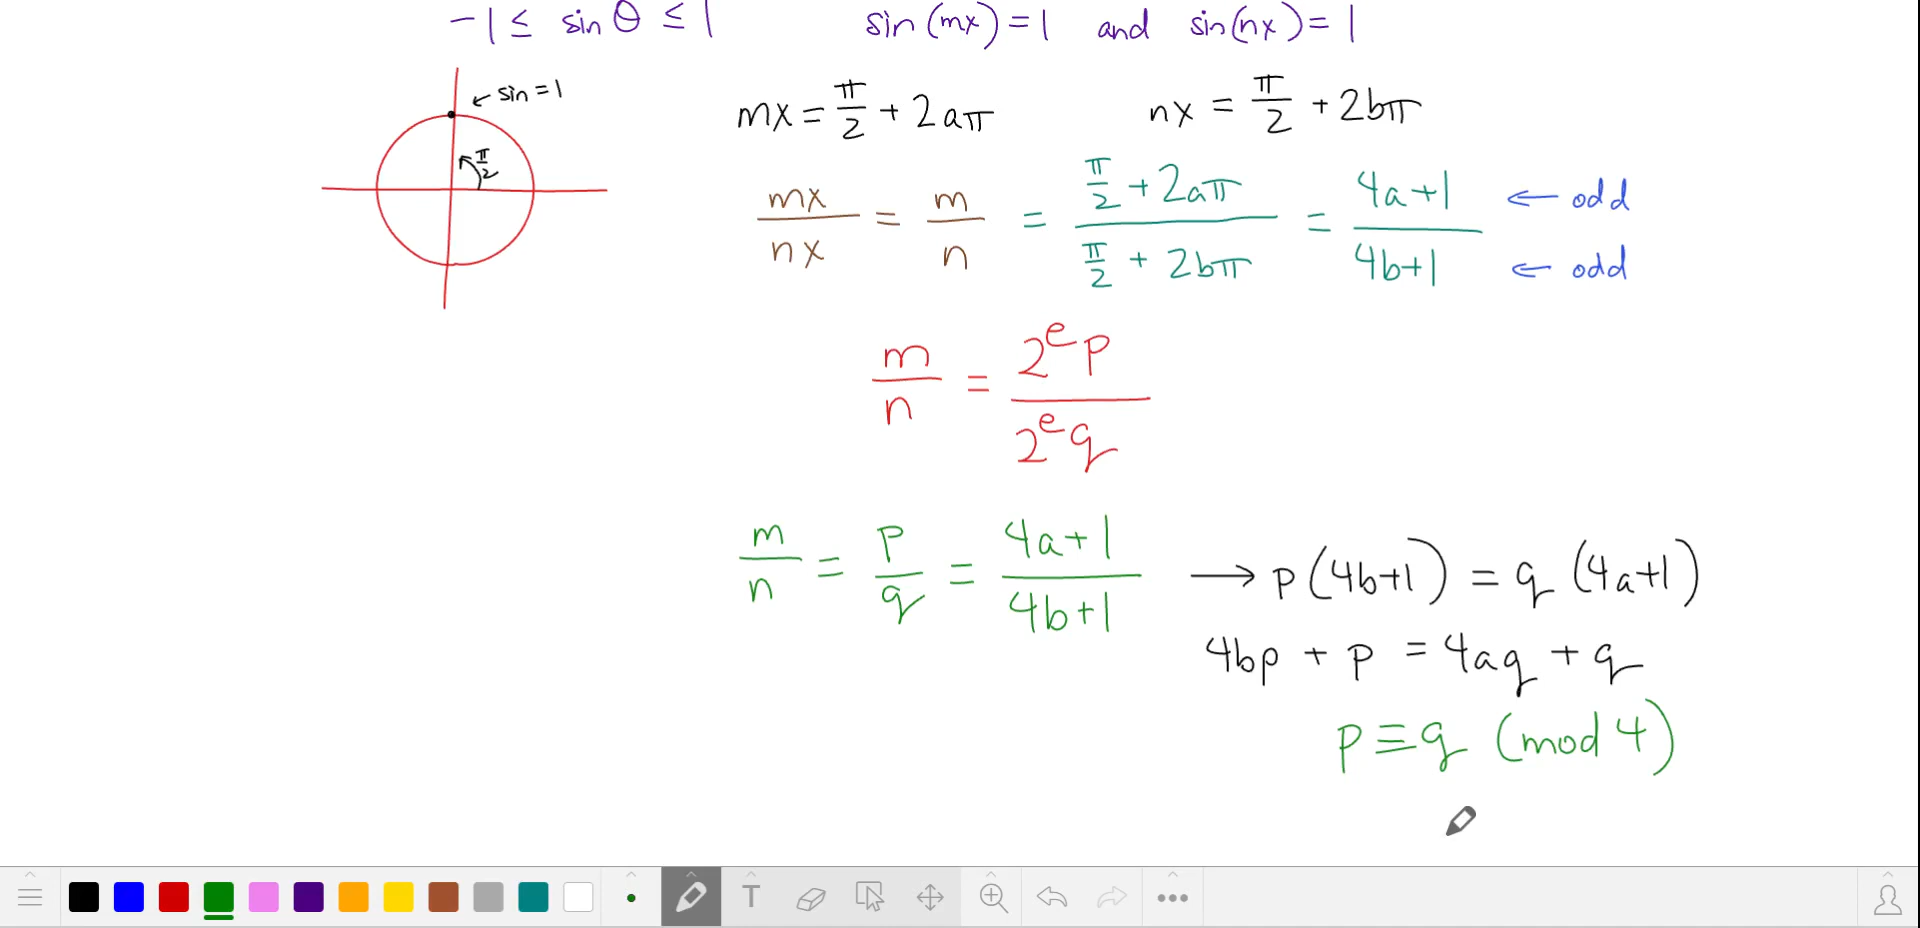 -1 ≤ sin θ ≤ 1 sin(mx) = 1 and sin(nx) = 1
← sin = 1
π/2
mx = π/2 + 2aπ nx = π/2 + 2bπ
mx/nx = m/n = (π/2 + 2aπ)/(π/2 + 2bπ) = (4a+1)/(4b+1) ← odd ← odd
m/n = 2^e p / 2^e q
m/n = p/q = (4a+1)/(4b+1) → p(4b+1) = q(4a+1)
4bp + p = 4aq + q
p ≡ q (mod 4)
T